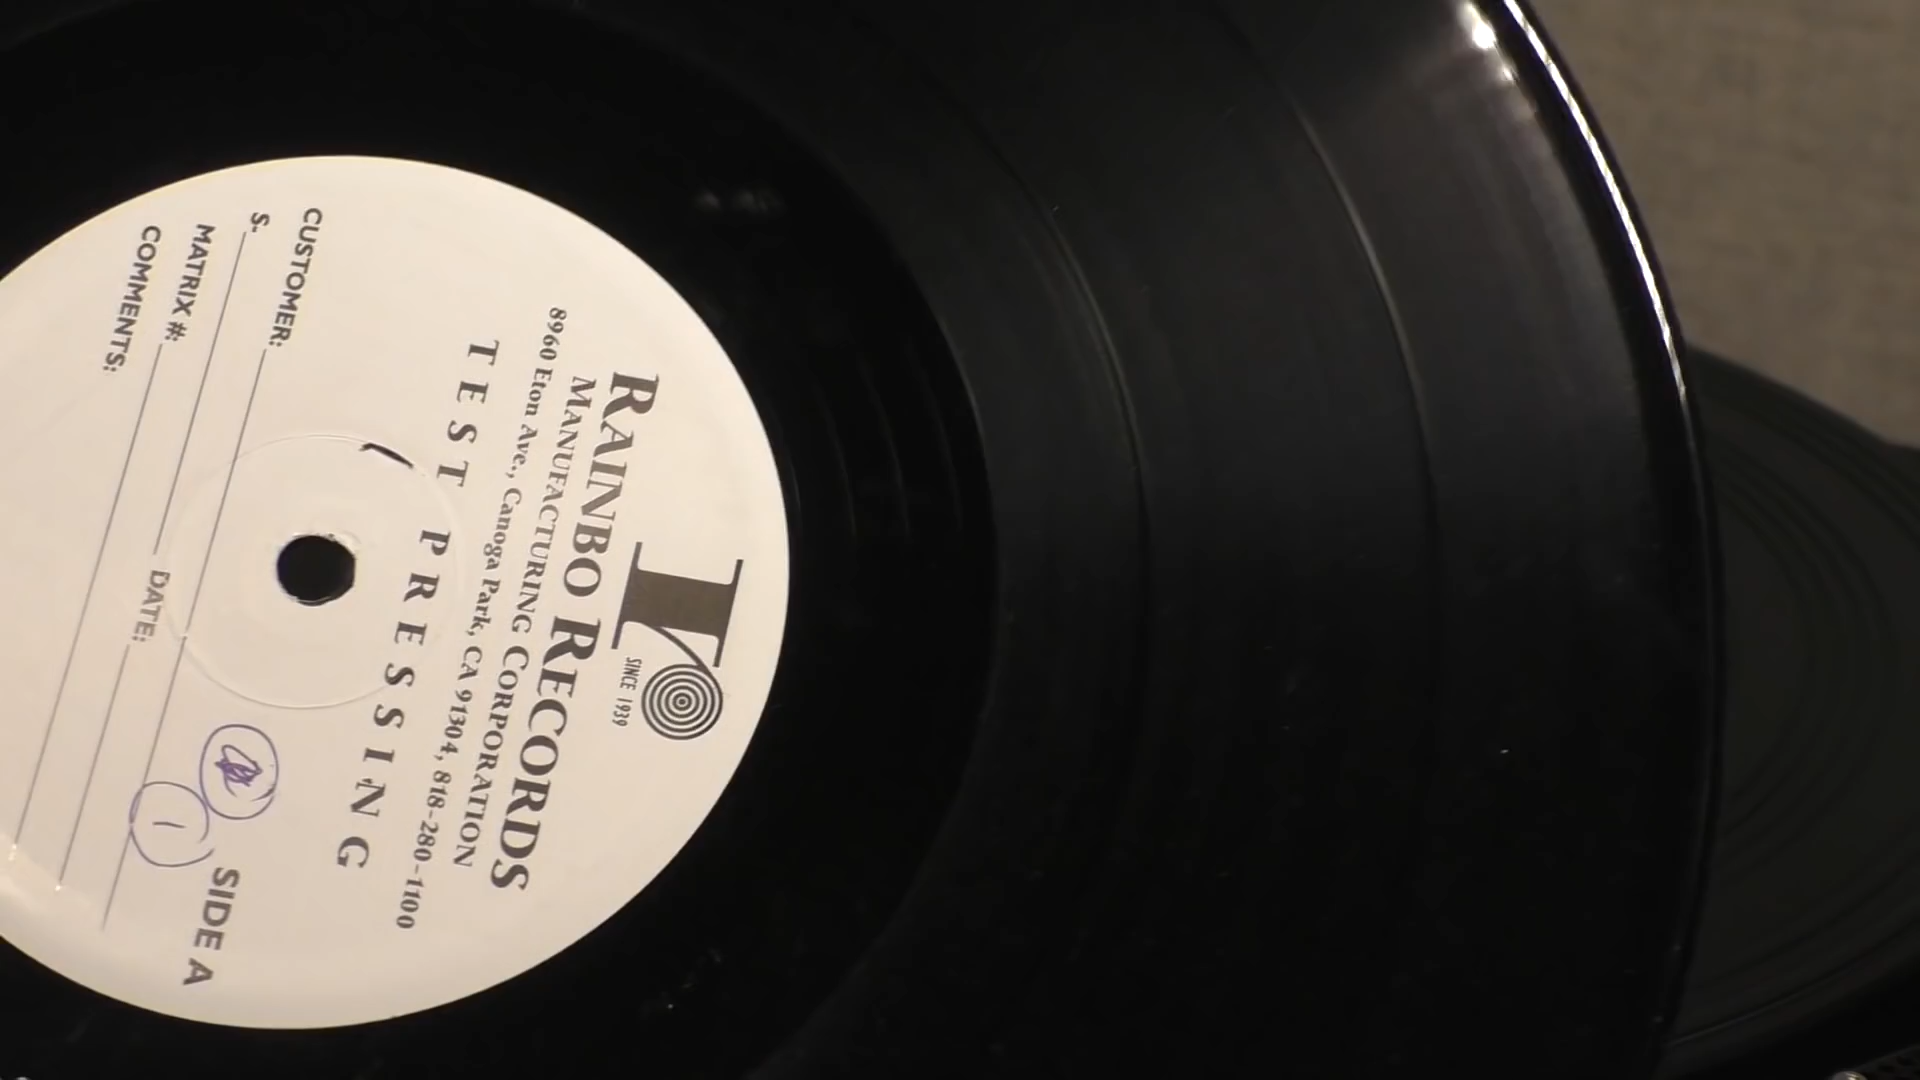 r
SINCE 1939
RAINBO RECORDS
MANUFACTURING CORPORATION
8960 Eton Ave., Canoga Park, CA 91304, 818-280-1100
TEST PRESSING
CUSTOMER:
S-
MATRIX #: DATE:
COMMENTS:
1
SIDE A